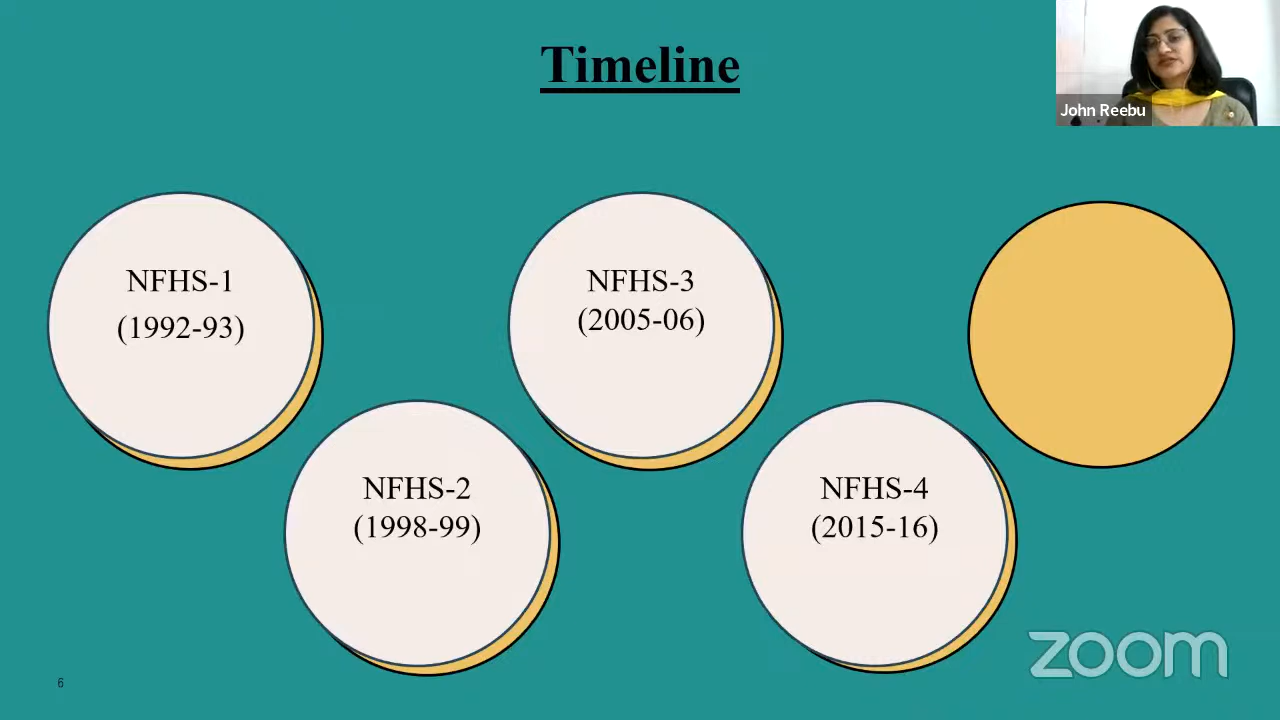 Timeline
John Reebu
NFHS-1
(1992-93)
NFHS-3
(2005-06)
NFHS-2
(1998-99)
NFHS-4
(2015-16)
6
zoom